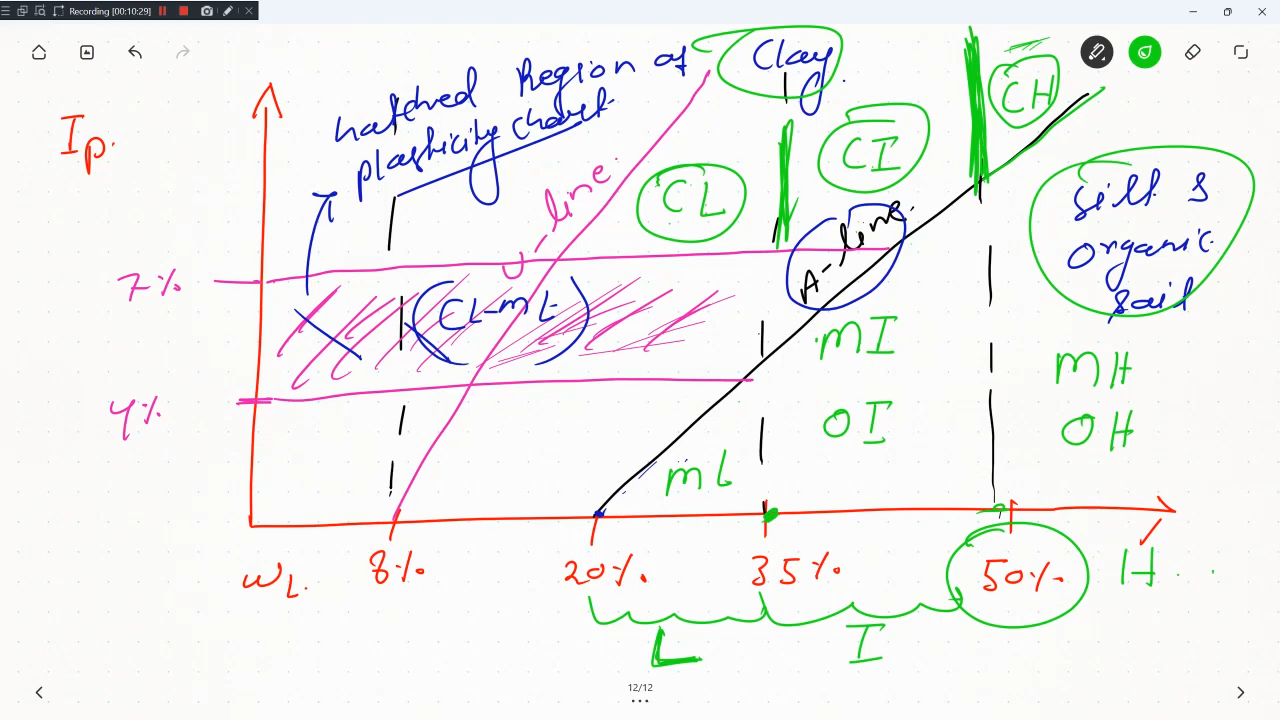 Recording [00:10:29]
hatched Region of Clay.
plasticity chart
Ip.
CH
CI
CL
U-line.
A-line.
silt &
organic
soil
7%
(CL-ML)
MI
MH
4%
OI
OH
ML
WL.
8%
20%.
35%.
50%.
H
L
I
12/12